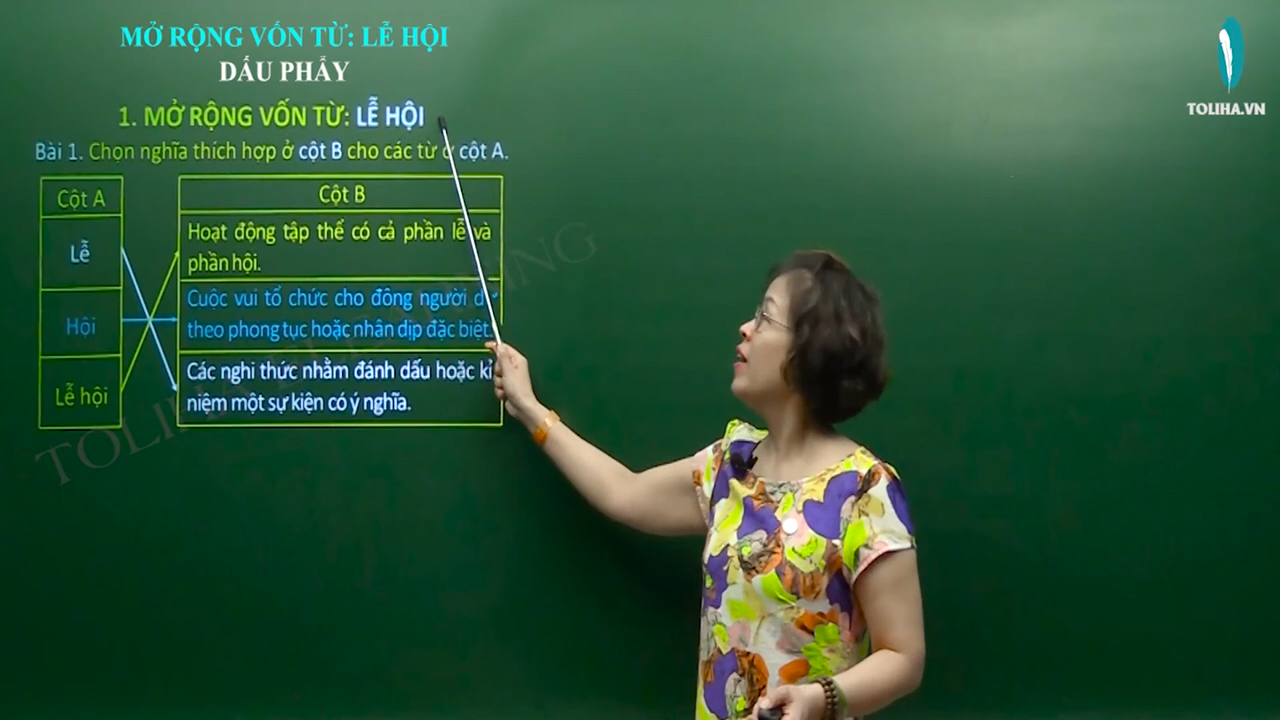 MỞ RỘNG VỐN TỪ: LỄ HỘI
DẤU PHẨY
TOLIHA.VN
1. MỞ RỘNG VỐN TỪ: LỄ HỘI
Bài 1. Chọn nghĩa thích hợp ở cột B cho các từ ở cột A.
Cột A
Cột B
Lễ
Hoạt động tập thể có cả phần lễ và
phần hội.
Hội
Cuộc vui tổ chức cho đông người
theo phong tục hoặc nhân dịp đặc biệt.
Lễ hội
Các nghi thức nhằm đánh dấu hoặc kỉ
niệm một sự kiện có ý nghĩa.